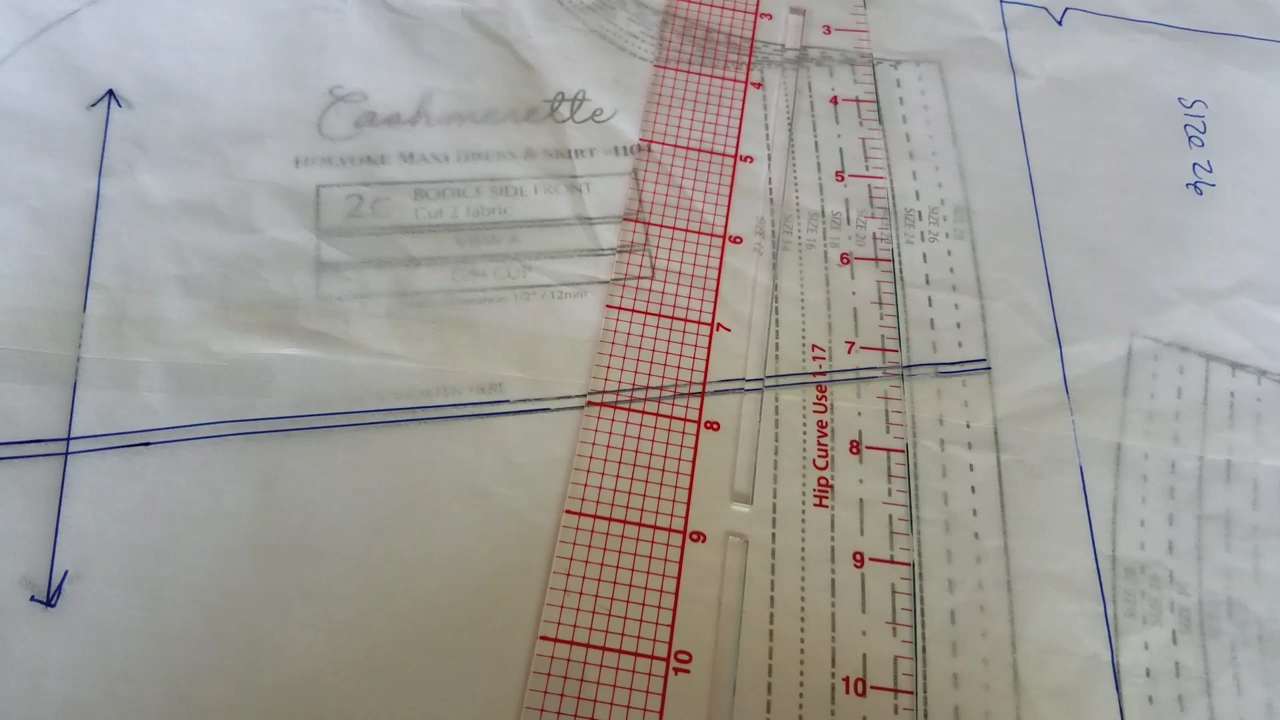 Cashmerette
HOLYOKE MAXI DRESS & SKIRT 1104
2C
BODICE SIDE FRONT
Cut 2 fabric
3
4
5
6
7
8
9
10
3
4
5
6
7
8
9
10
Hip Curve Use 1-17
SIZE 14
SIZE 16
SIZE 18
SIZE 20
SIZE 24
SIZE 26
SIZE 26